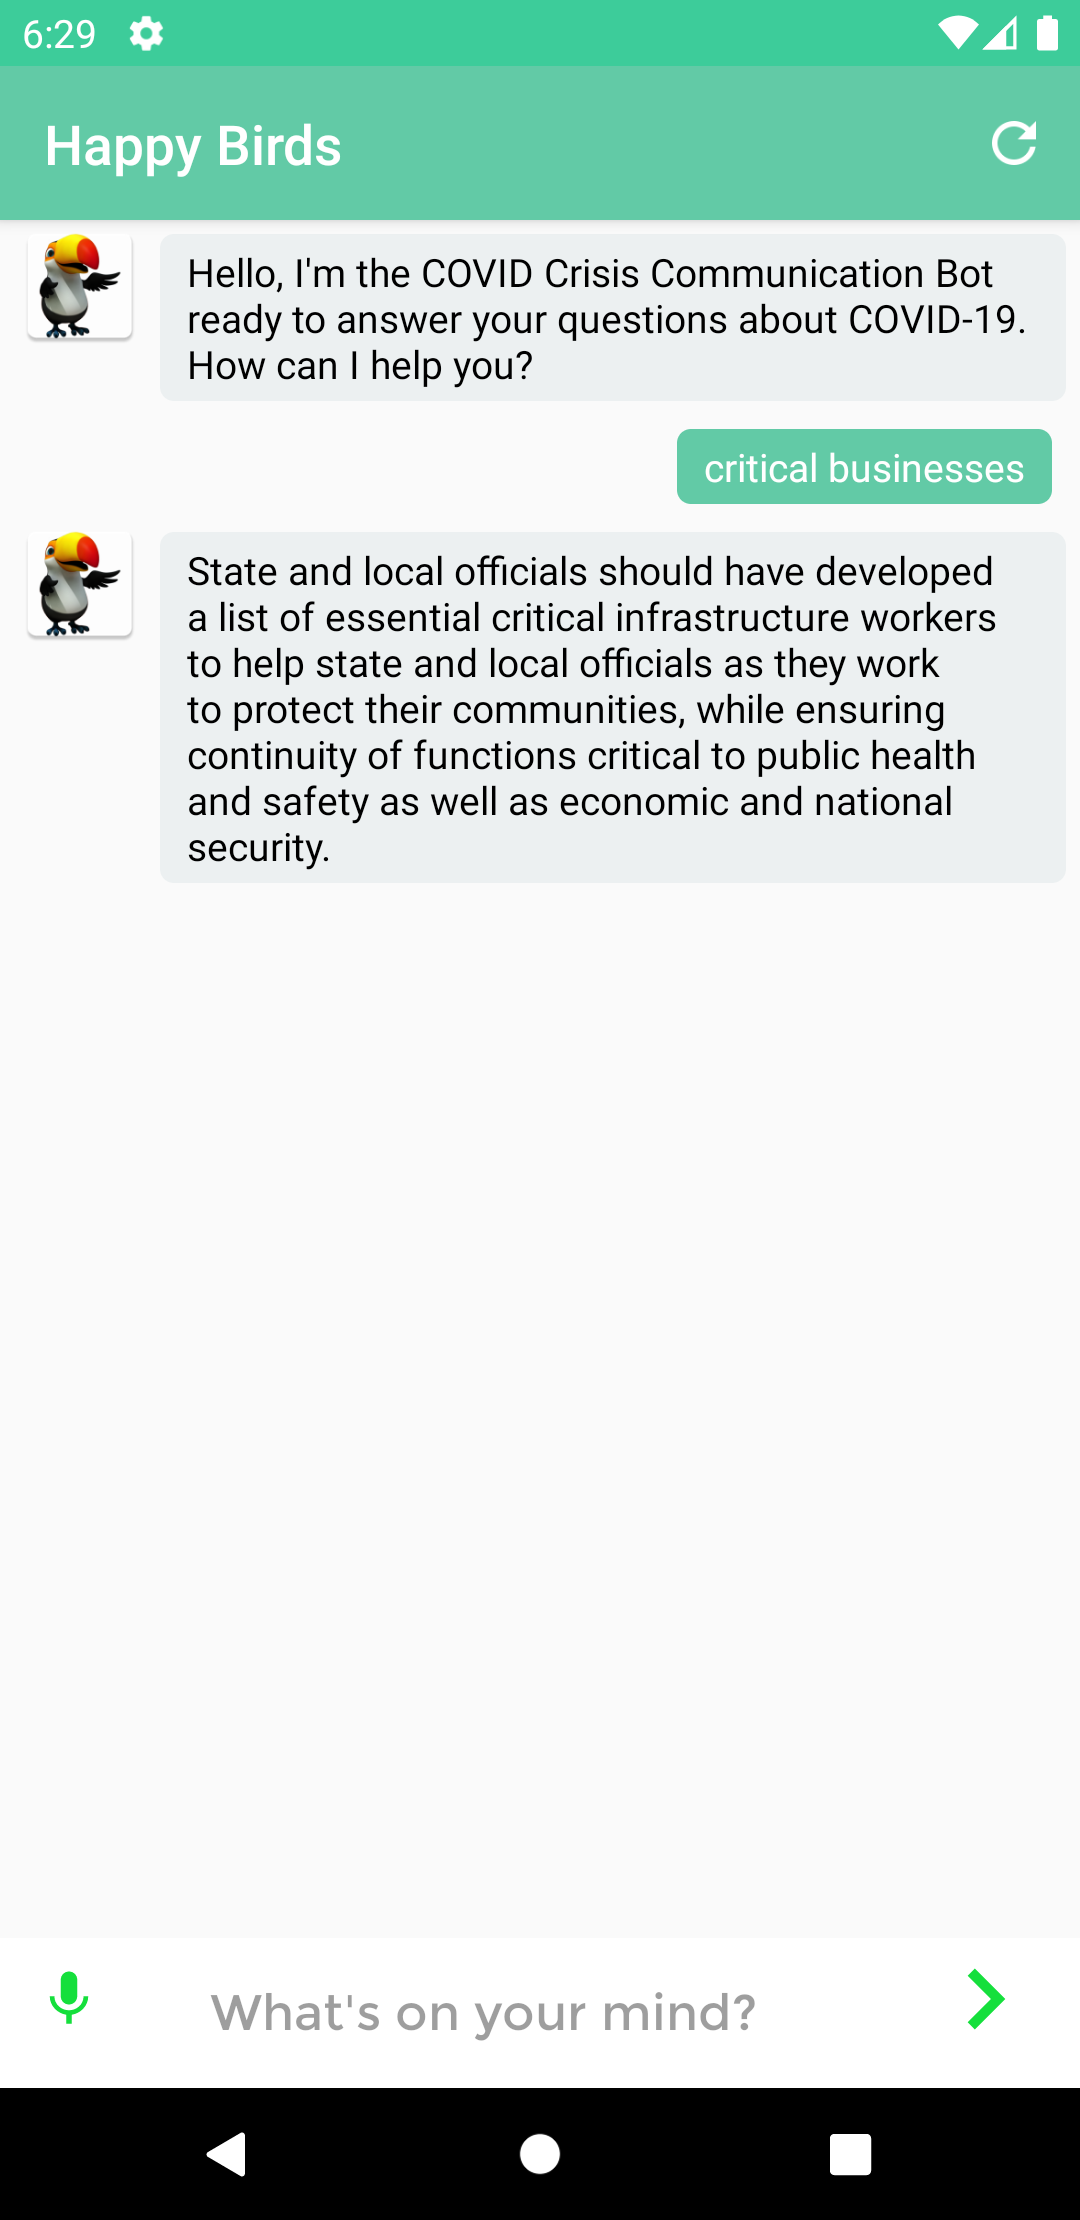 6:29
Happy Birds
Hello, I'm the COVID Crisis Communication Bot
ready to answer your questions about COVID-19.
How can I help you?
critical businesses
State and local officials should have developed
a list of essential critical infrastructure workers
to help state and local officials as they work
to protect their communities, while ensuring
continuity of functions critical to public health
and safety as well as economic and national
security.
What's on your mind?